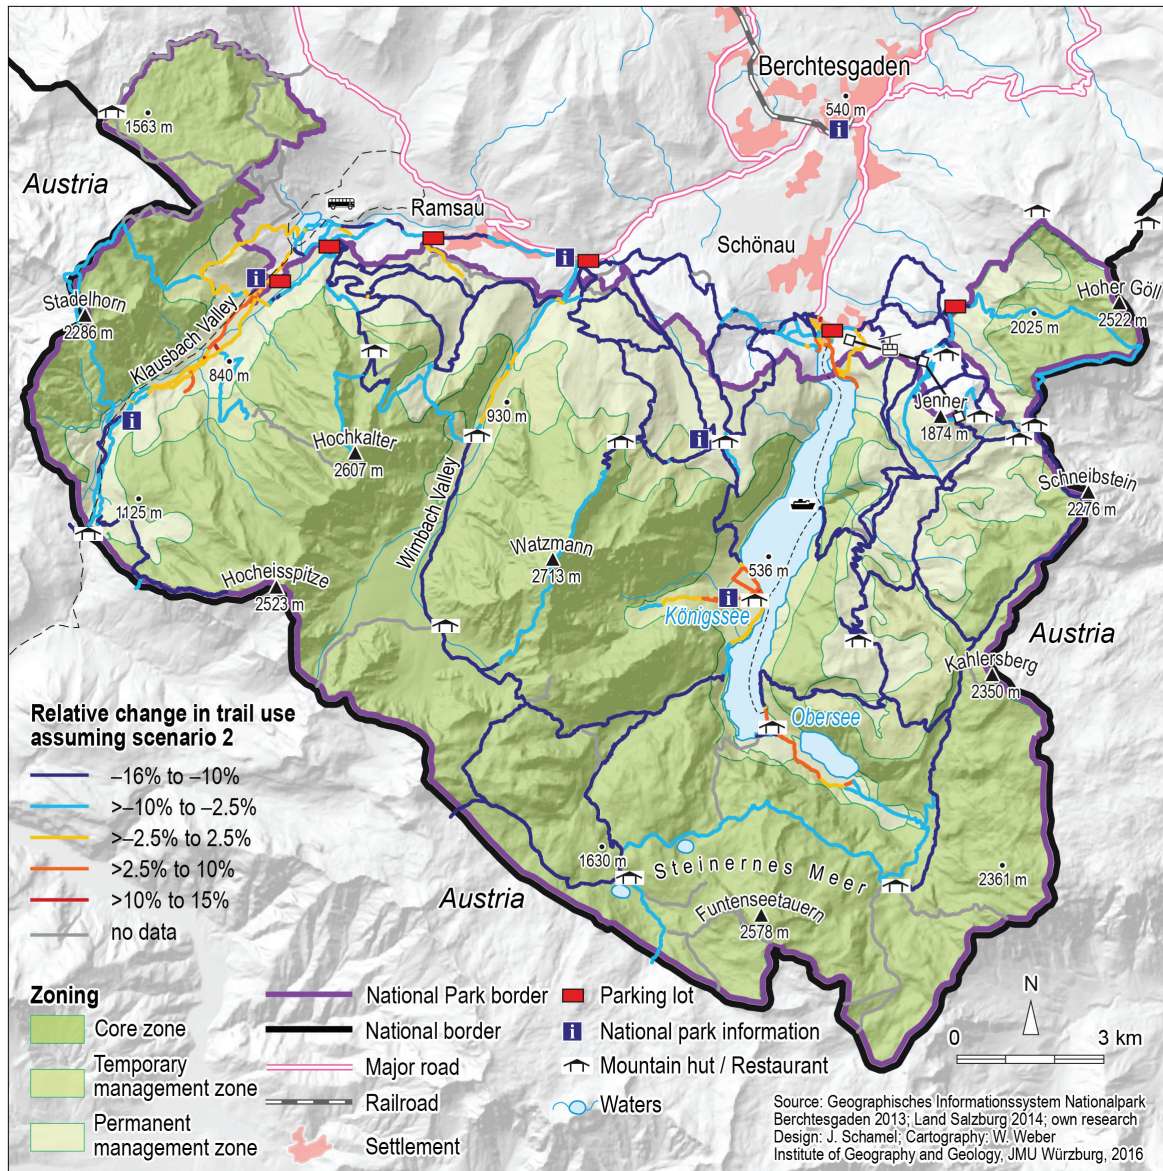 Berchtesgaden
540 m
i
1563 m
Austria
Ramsau
Schönau
i
i
Stadelhorn
2286 m
Klausbach Valley
840 m
Hoher Göll
2522 m
2025 m
i
930 m
Hochkalter
2607 m
i
Jenner
1874 m
Schneibstein
2276 m
1125 m
Wimbach Valley
Watzmann
2713 m
536 m
Hocheisspitze
2523 m
i
Königssee
Austria
Kahlersberg
2350 m
Obersee
Relative change in trail use
assuming scenario 2
–16% to –10%
>–10% to –2.5%
>–2.5% to 2.5%
>2.5% to 10%
>10% to 15%
no data
1630 m
Steinernes Meer
2361 m
Austria
Funtenseetauern
2578 m
Zoning
Core zone
Temporary
management zone
Permanent
management zone
National Park border
National border
Major road
Railroad
Settlement
Parking lot
i National park information
Mountain hut / Restaurant
Waters
N
0 3 km
Source: Geographisches Informationssystem Nationalpark
Berchtesgaden 2013; Land Salzburg 2014; own research
Design: J. Schamel; Cartography: W. Weber
Institute of Geography and Geology, JMU Würzburg, 2016